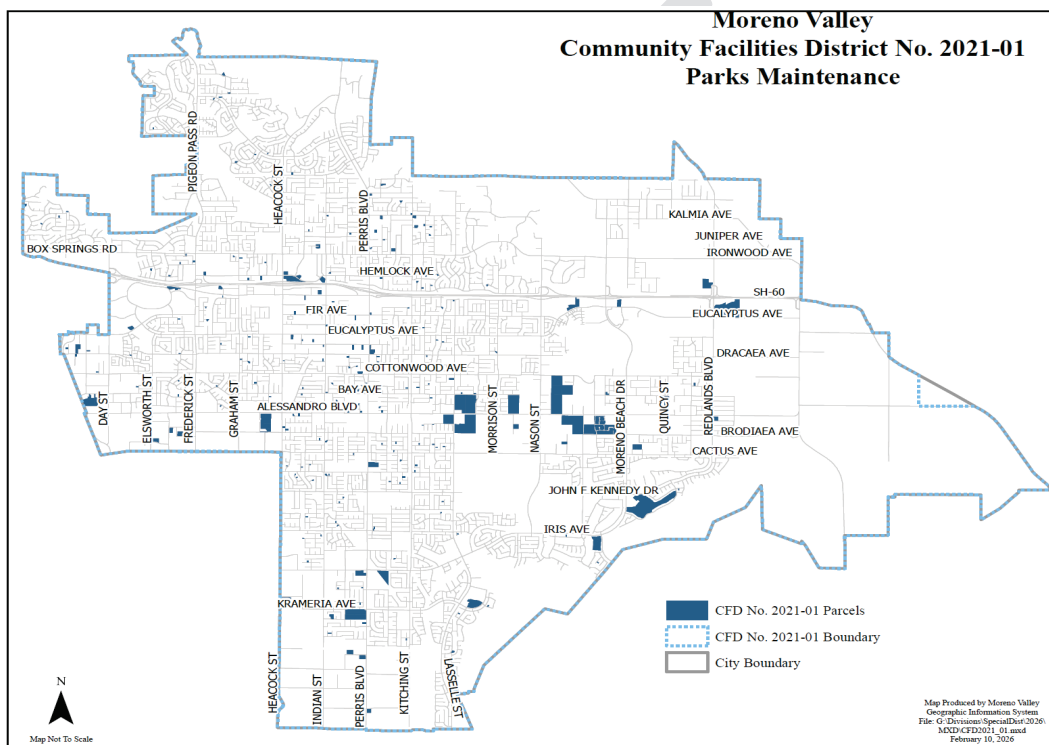 Moreno Valley
Community Facilities District No. 2021-01
Parks Maintenance
PIGEON PASS RD
HEACOCK ST
PERRIS BLVD
KALMIA AVE
JUNIPER AVE
IRONWOOD AVE
BOX SPRINGS RD
HEMLOCK AVE
SH-60
FIR AVE
EUCALYPTUS AVE
EUCALYPTUS AVE
DRACAEA AVE
COTTONWOOD AVE
BAY AVE
ALESSANDRO BLVD
DAY ST
ELSWORTH ST
FREDERICK ST
GRAHAM ST
MORRISON ST
NASON ST
MORENO BEACH DR
QUINCY ST
REDLANDS BLVD
BRODIAEA AVE
CACTUS AVE
JOHN F KENNEDY DR
IRIS AVE
KRAMERIA AVE
HEACOCK ST
INDIAN ST
PERRIS BLVD
KITCHING ST
LASSELLE ST
CFD No. 2021-01 Parcels
CFD No. 2021-01 Boundary
City Boundary
N
Map Not To Scale
Map Produced by Moreno Valley
Geographic Information System
File: G:\Divisions\SpecialDist\2026\
MXD\CFD2021_01.mxd
February 10, 2026